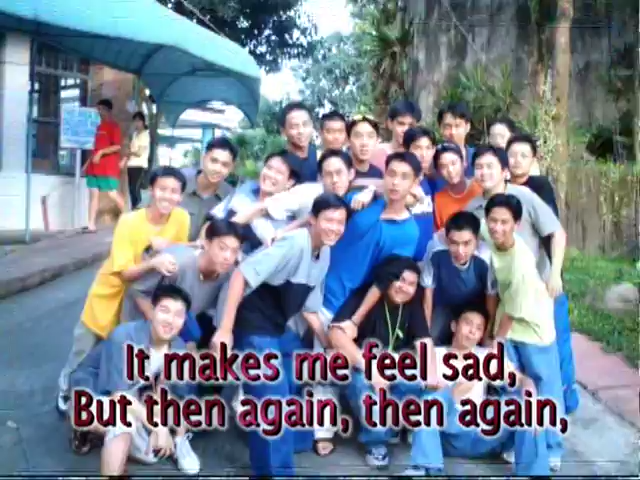 It makes me feel sad,
But then again, then again,